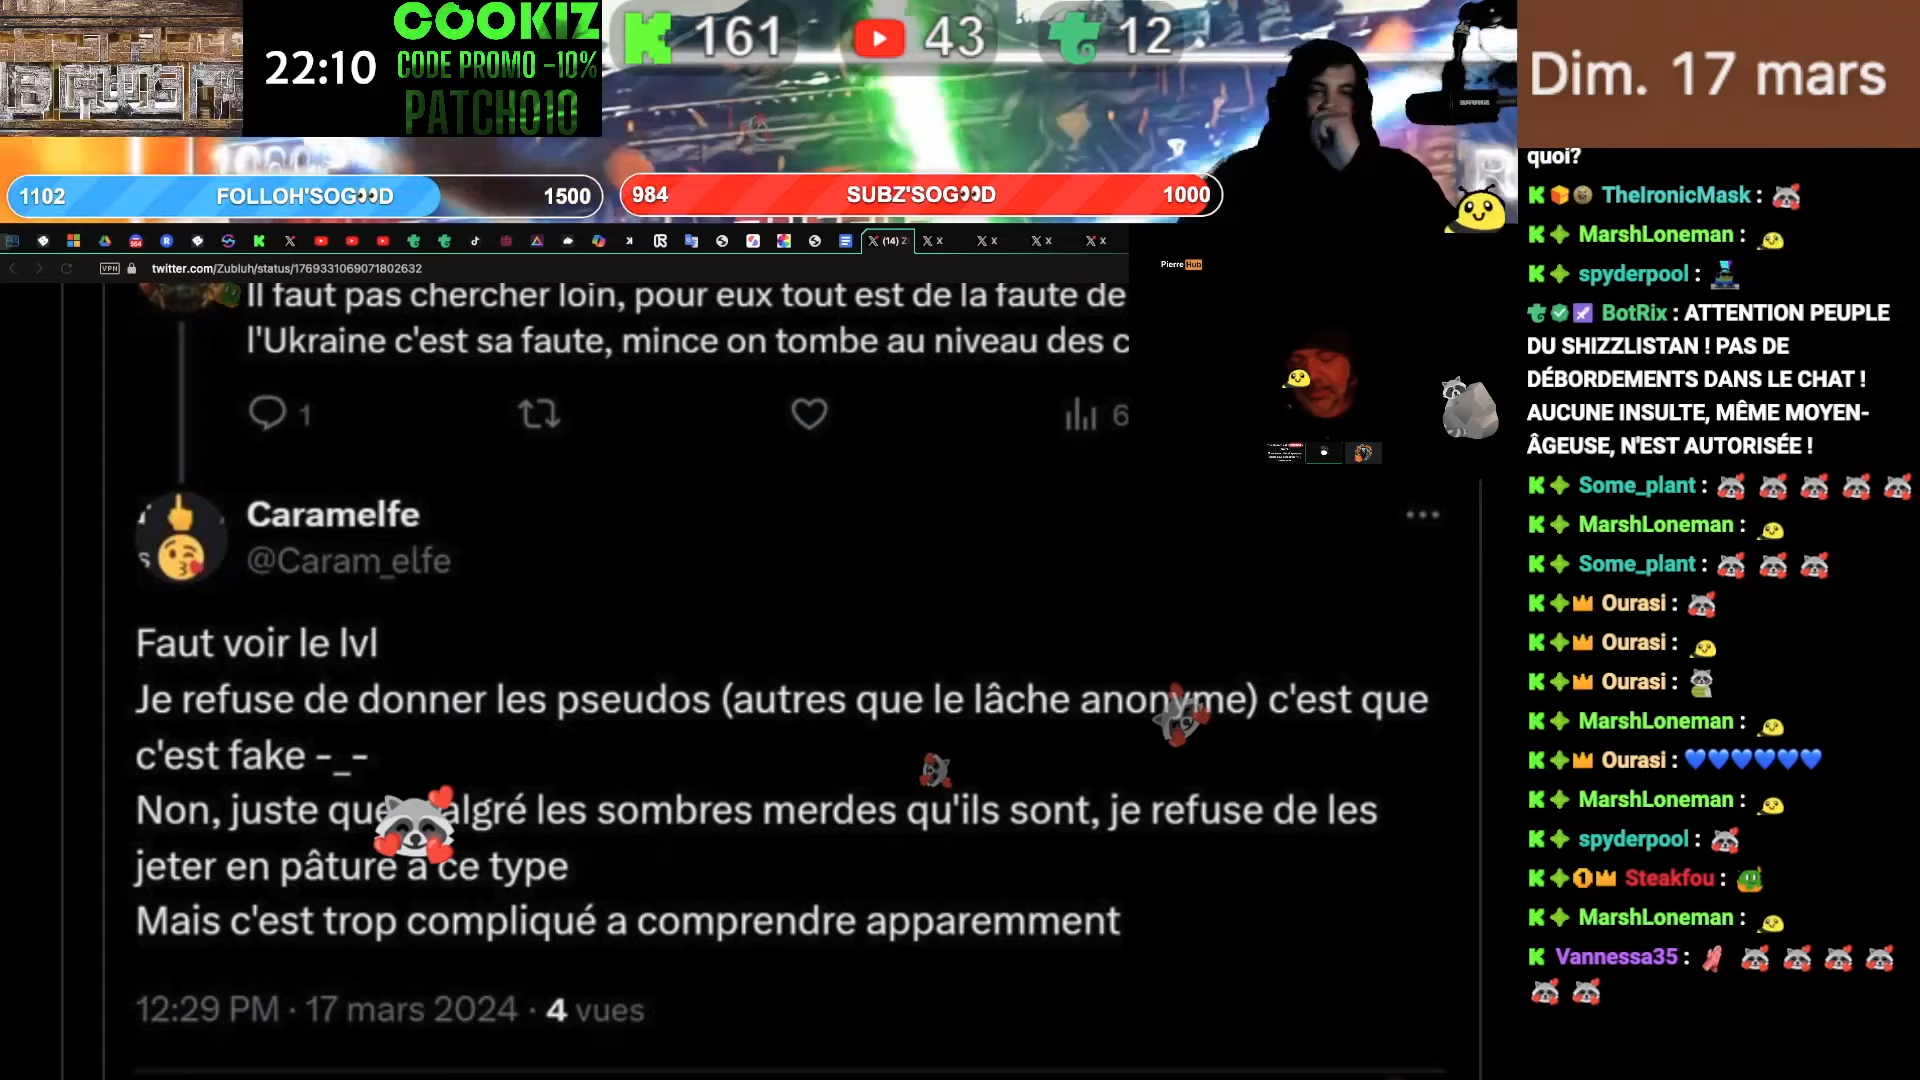 22:10
COOKIZ
CODE PROMO -10%
PATCHO10
161
43
12
Dim. 17 mars
1102 FOLLOH'SOG👀D 1500
984 SUBZ'SOG👀D 1000
(14) 2
VPN
twitter.com/Zubluh/status/1769331069071802632
Pierre Hub
Il faut pas chercher loin, pour eux tout est de la faute de
l'Ukraine c'est sa faute, mince on tombe au niveau des c
1
6
Caramelfe
@Caram_elfe
Faut voir le lvl
Je refuse de donner les pseudos (autres que le lâche anonyme) c'est que
c'est fake -_-
Non, juste que malgré les sombres merdes qu'ils sont, je refuse de les
jeter en pâture a ce type
Mais c'est trop compliqué a comprendre apparemment
12:29 PM · 17 mars 2024 · 4 vues
quoi?
TheIronicMask :
MarshLoneman :
spyderpool :
BotRix : ATTENTION PEUPLE
DU SHIZZLISTAN ! PAS DE
DÉBORDEMENTS DANS LE CHAT !
AUCUNE INSULTE, MÊME MOYEN-
ÂGEUSE, N'EST AUTORISÉE !
Some_plant :
MarshLoneman :
Some_plant :
Ourasi :
Ourasi :
Ourasi :
MarshLoneman :
Ourasi : 💙💙💙💙💙💙
MarshLoneman :
spyderpool :
Steakfou :
MarshLoneman :
Vannessa35 :